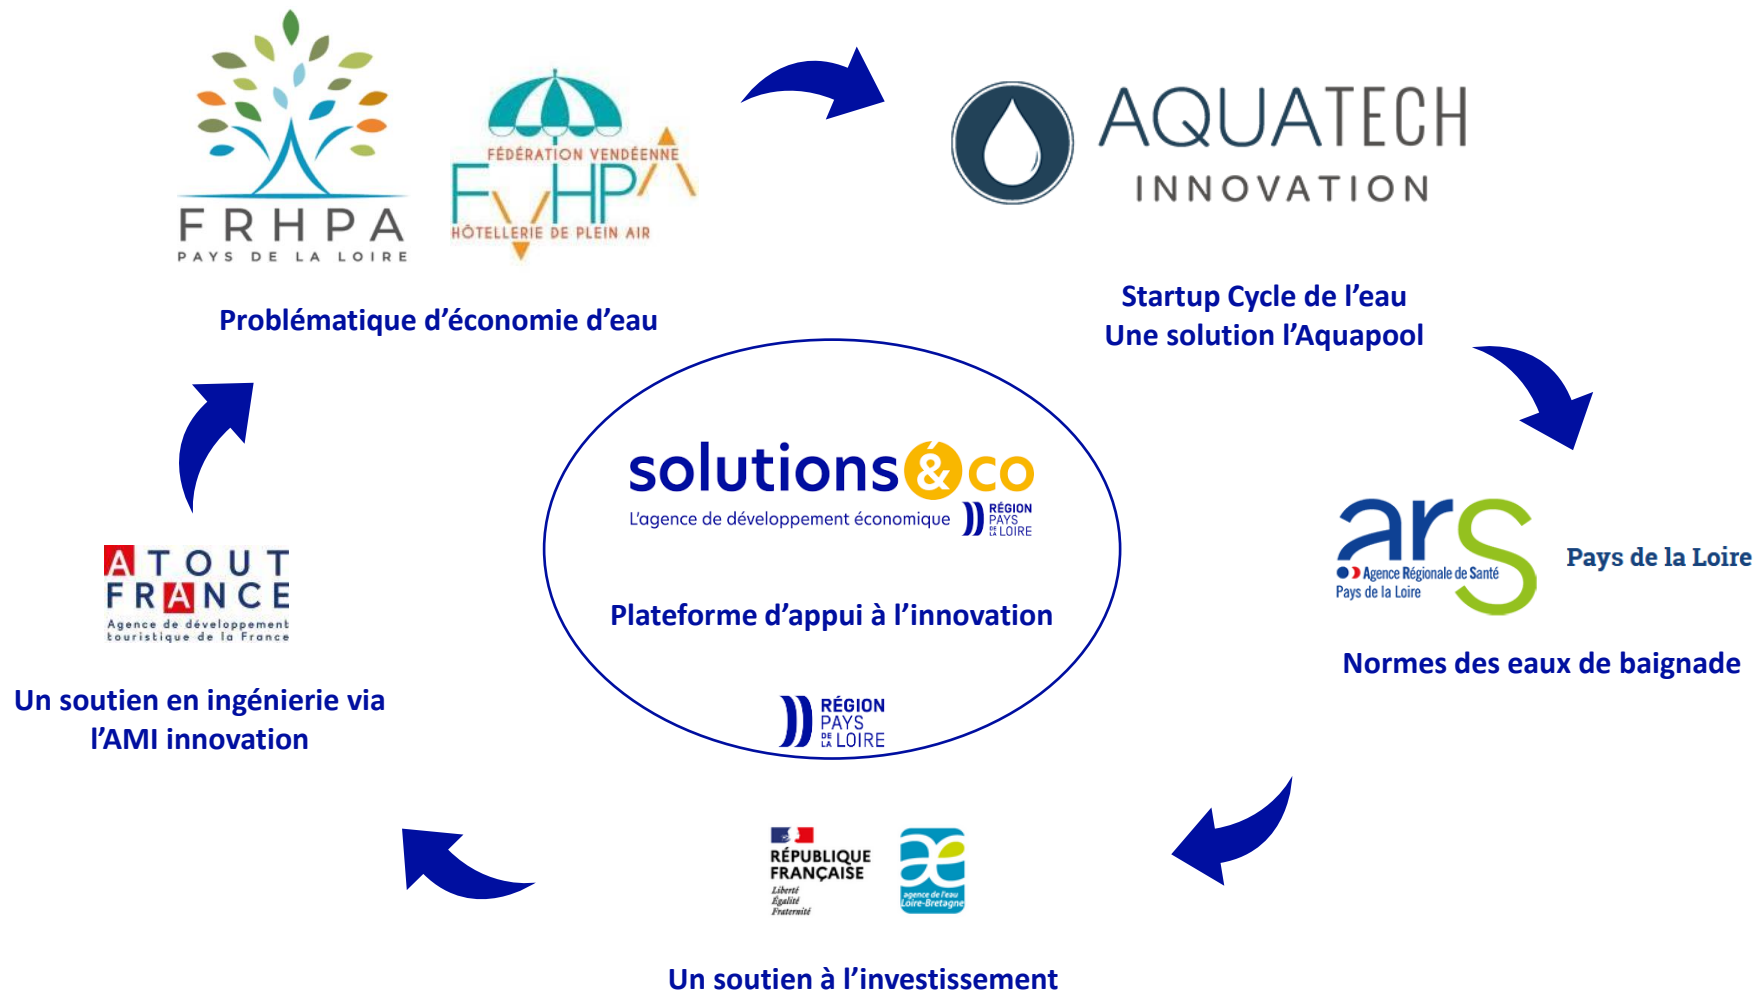 FRHPA
PAYS DE LA LOIRE
FÉDÉRATION VENDÉENNE
FVHPA
HÔTELLERIE DE PLEIN AIR
Problématique d’économie d’eau
AQUATECH
INNOVATION
Startup Cycle de l’eau
Une solution l’Aquapool
solutions&co
L'agence de développement économique
RÉGION
PAYS
DE LA LOIRE
Plateforme d’appui à l’innovation
RÉGION
PAYS
DE LA LOIRE
ars
Agence Régionale de Santé
Pays de la Loire
Pays de la Loire
Normes des eaux de baignade
ATOUT
FRANCE
Agence de développement
touristique de la France
Un soutien en ingénierie via
l’AMI innovation
RÉPUBLIQUE
FRANÇAISE
Liberté
Égalité
Fraternité
ae
agence de l'eau
Loire-Bretagne
Un soutien à l’investissement